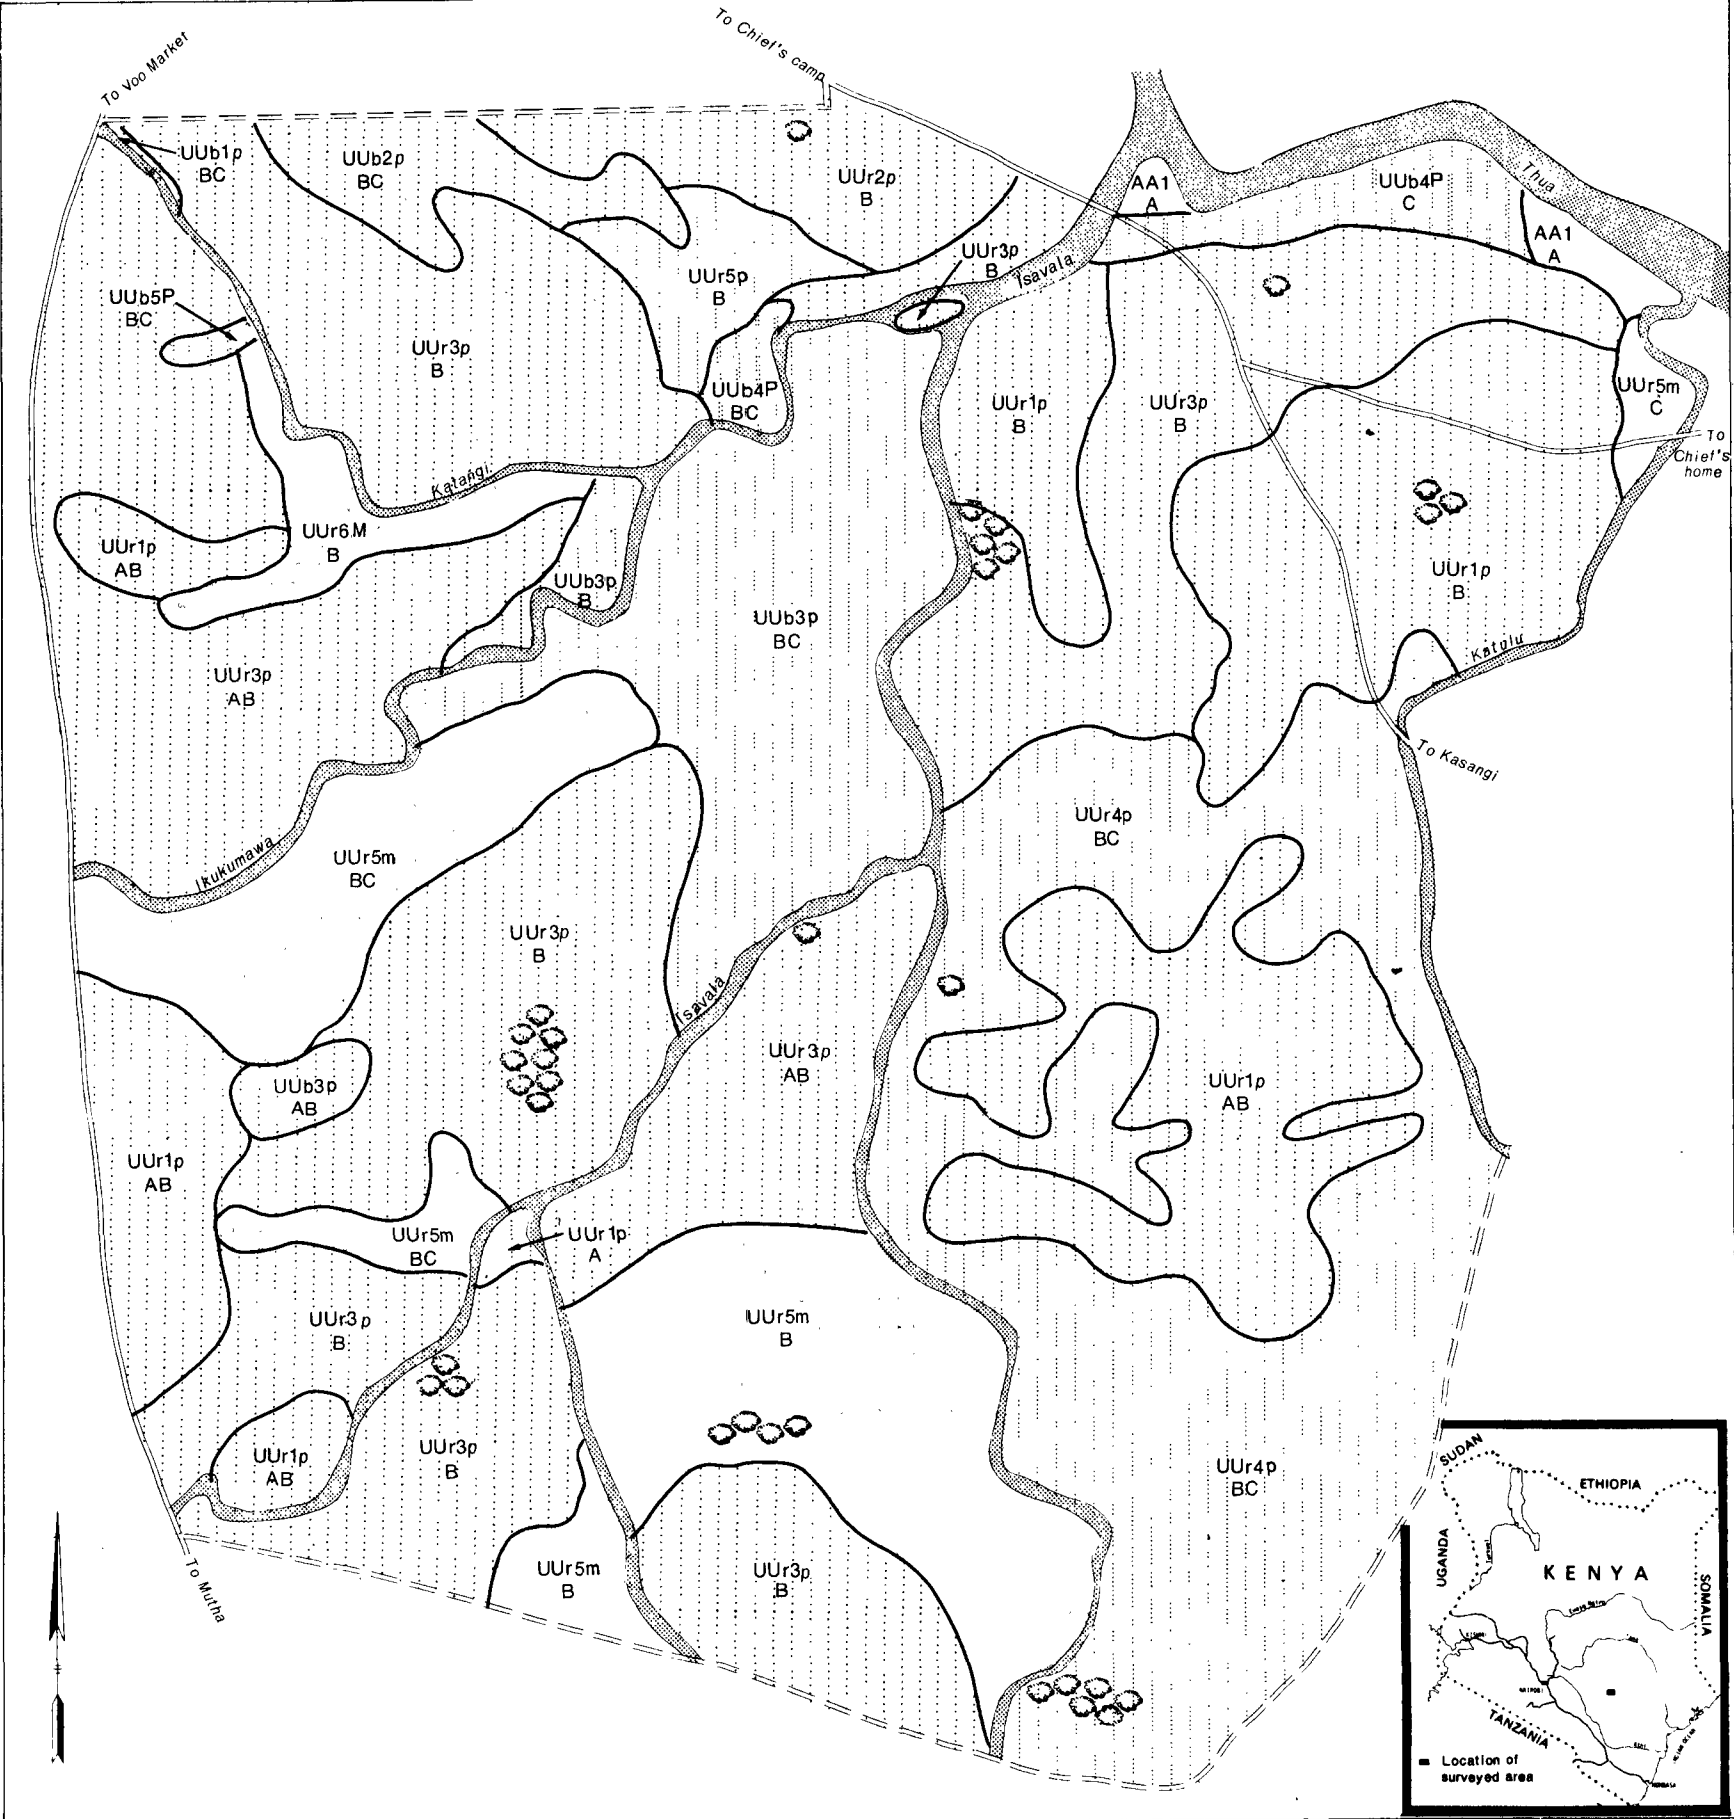 To Voo Market
To Chief's camp
UUb1p
BC
UUb2p
BC
UUr2p
B
AA1
A
UUb4P
C
Thua
AA1
A
UUr3p
B
Isavala
UUr5p
B
UUb5P
BC
UUr3p
B
UUb4P
BC
UUr1p
B
UUr3p
B
UUr5m
C
To
Chief's
home
Katangi
UUr1p
AB
UUr6M
B
UUb3p
B
UUb3p
BC
UUr1p
B
Katulu
UUr3p
AB
To Kasangi
UUr4p
BC
Ikukumawa
UUr5m
BC
UUr3p
B
Isavala
UUr3p
AB
UUr1p
AB
UUb3p
AB
UUr1p
AB
UUr5m
BC
UUr1p
A
UUr3p
B
UUr5m
B
UUr1p
AB
UUr3p
B
UUr4p
BC
UUr5m
B
UUr3p
B
To Mutha
SUDAN
ETHIOPIA
UGANDA
KENYA
SOMALIA
NAIROBI
TANZANIA
MOMBASA
INDIAN OCEAN
Location of
surveyed area